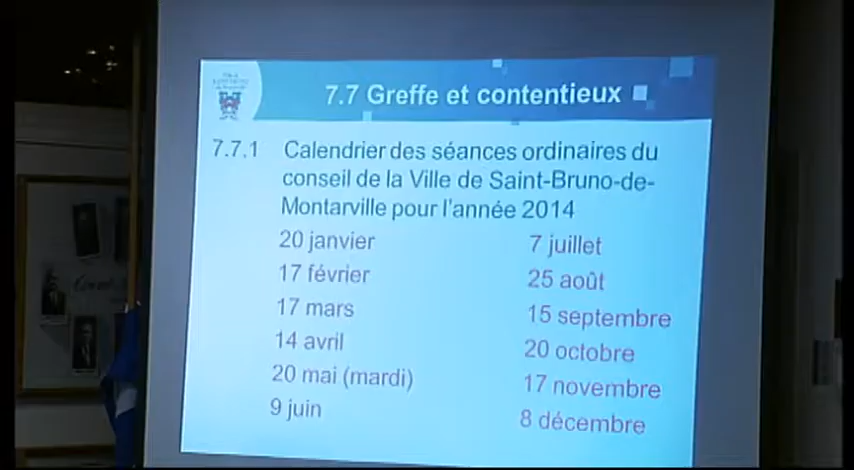 7.7 Greffe et contentieux
7.7.1 Calendrier des séances ordinaires du
conseil de la Ville de Saint-Bruno-de-
Montarville pour l'année 2014
20 janvier
17 février
17 mars
14 avril
20 mai (mardi)
9 juin
7 juillet
25 août
15 septembre
20 octobre
17 novembre
8 décembre